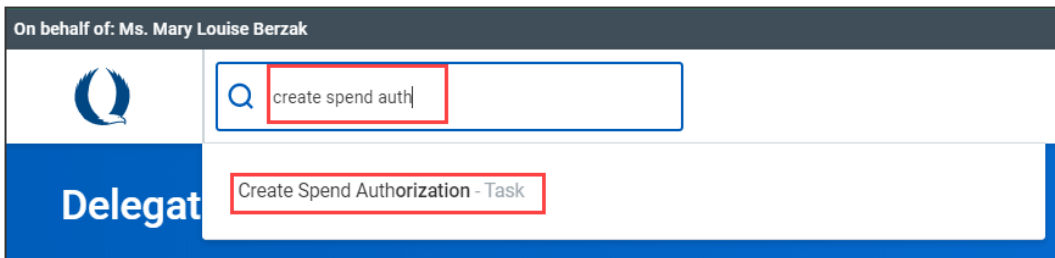 On behalf of: Ms. Mary Louise Berzak
create spend auth
Create Spend Authorization - Task
Delegat